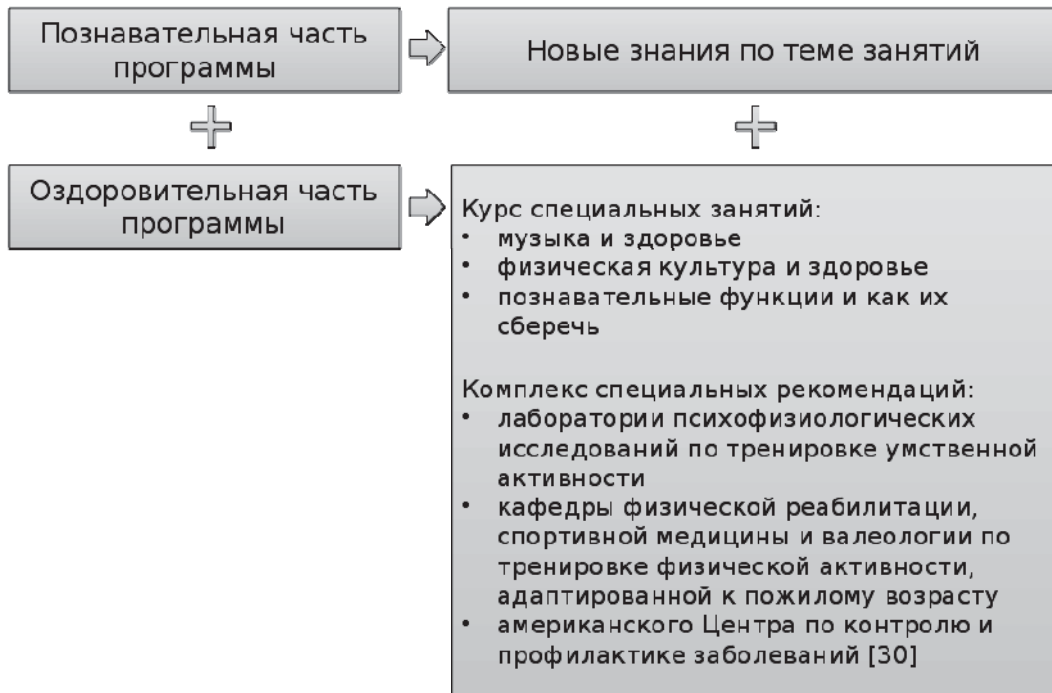 Познавательная часть
программы
Новые знания по теме занятий
Оздоровительная часть
программы
Курс специальных занятий:
• музыка и здоровье
• физическая культура и здоровье
• познавательные функции и как их
сберечь
Комплекс специальных рекомендаций:
• лаборатории психофизиологических
исследований по тренировке умственной
активности
• кафедры физической реабилитации,
спортивной медицины и валеологии по
тренировке физической активности,
адаптированной к пожилому возрасту
• американского Центра по контролю и
профилактике заболеваний [30]